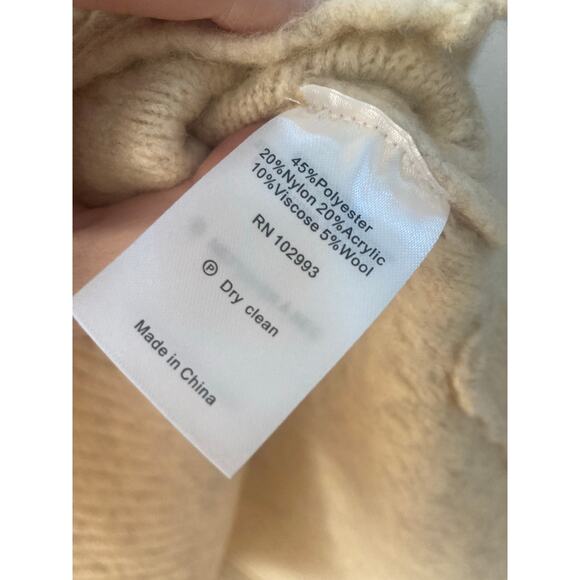 45%Polyester
20%Nylon 20%Acrylic
10%Viscose 5%Wool
RN 102993
P Dry clean
Made in China